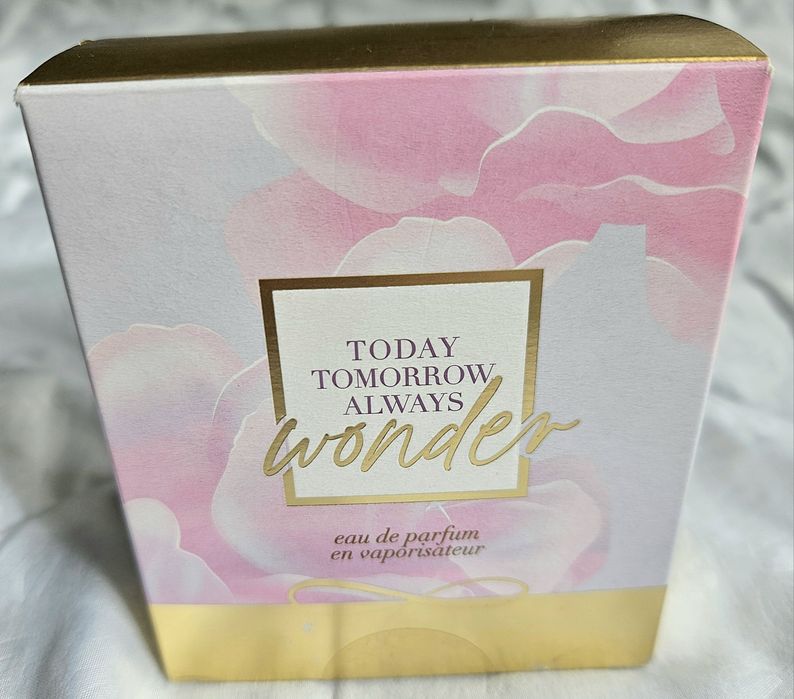 TODAY
TOMORROW
ALWAYS
wonder
eau de parfum
en vaporisateur